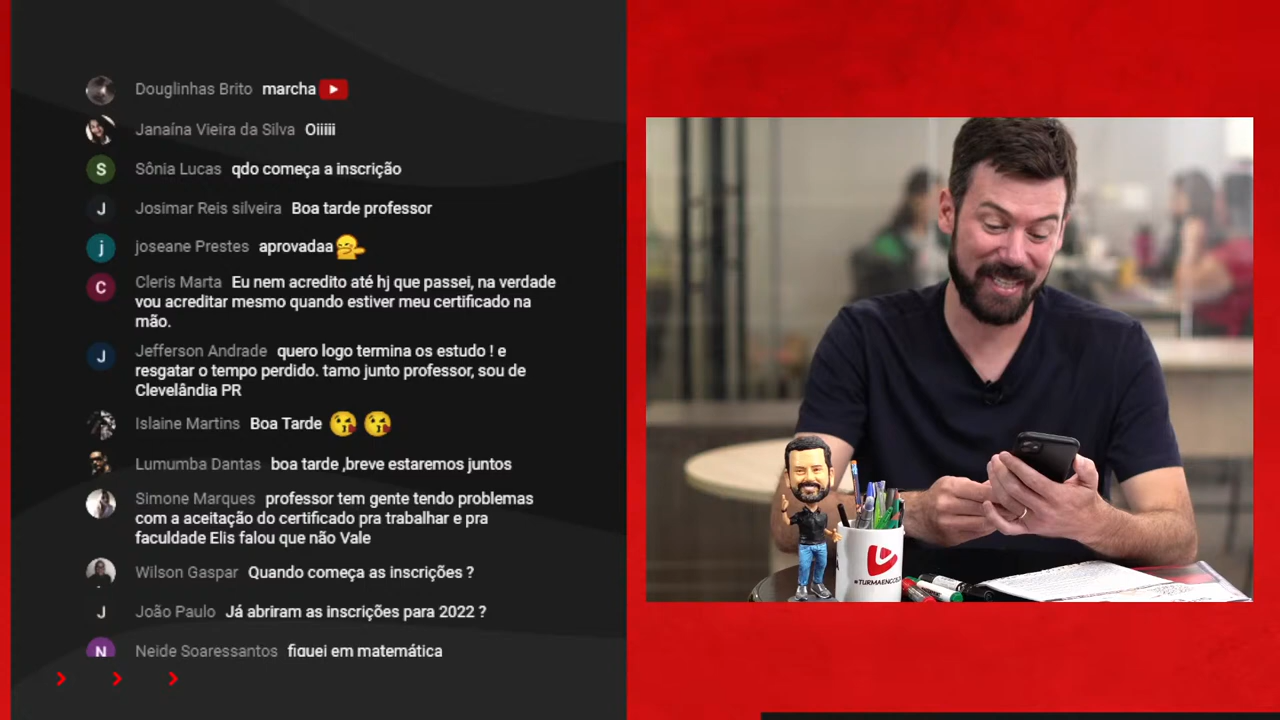 Douglinhas Brito marcha
Janaína Vieira da Silva Oiiiii
S Sônia Lucas qdo começa a inscrição
J Josimar Reis silveira Boa tarde professor
j joseane Prestes aprovadaa
C Cleris Marta Eu nem acredito até hj que passei, na verdade
vou acreditar mesmo quando estiver meu certificado na
mão.
J Jefferson Andrade quero logo termina os estudo ! e
resgatar o tempo perdido. tamo junto professor, sou de
Clevelândia PR
Islaine Martins Boa Tarde
Lumumba Dantas boa tarde ,breve estaremos juntos
Simone Marques professor tem gente tendo problemas
com a aceitação do certificado pra trabalhar e pra
faculdade Elis falou que não Vale
Wilson Gaspar Quando começa as inscrições ?
J João Paulo Já abriram as inscrições para 2022 ?
N Neide Soaressantos fiquei em matemática